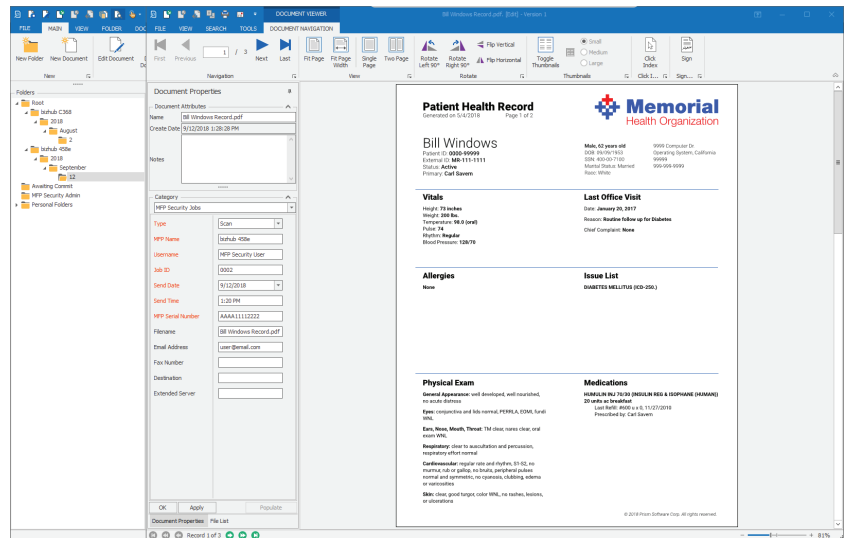 DOCUMENT VIEWER
Bill Windows Record.pdf: [Edit] - Version 1
FILE MAIN VIEW FOLDER DOC
FILE VIEW SEARCH TOOLS DOCUMENT NAVIGATION
New Folder New Document Edit Document
New
First Previous 1 / 3 Next Last
Navigation
Fit Page Fit Page Width Single Page Two Page
View
Rotate Left 90° Rotate Right 90° Flip Vertical
Flip Horizontal
Rotate
Toggle Thumbnails Small
Medium
Large
Thumbnails
Click Index
Click I...
Sign
Sign...
Folders
Root
bizhub C368
2018
August
2
bizhub 458e
2018
September
12
Awaiting Commit
MFP Security Admin
Personal Folders
Document Properties
Document Attributes
Name Bill Windows Record.pdf
Create Date 9/12/2018 1:28:28 PM
Notes
Category
MFP Security Jobs
Type Scan
MFP Name bizhub 458e
Username MFP Security User
Job ID 0002
Send Date 9/12/2018
Send Time 1:20 PM
MFP Serial Number AAAA11112222
Filename Bill Windows Record.pdf
Email Address user@email.com
Fax Number
Destination
Extended Server
OK Apply Populate
Document Properties File List
Record 1 of 3
Patient Health Record
Generated on 5/4/2018 Page 1 of 2
Memorial
Health Organization
Bill Windows
Patient ID: 0000-99999
External ID: MR-111-1111
Status: Active
Primary: Carl Savern
Male, 62 years old
DOB: 09/09/1953
SSN: 400-00-7100
Marital Status: Married
Race: White
9999 Computer Dr.
Operating System, California
99999
999-999-9999
Vitals
Height: 73 inches
Weight: 200 lbs.
Temperature: 98.0 (oral)
Pulse: 74
Rhythm: Regular
Blood Pressure: 128/70
Last Office Visit
Date: January 20, 2017
Reason: Routine follow up for Diabetes
Chief Complaint: None
Allergies
None
Issue List
DIABETES MELLITUS (ICD-250.)
Physical Exam
General Appearance: well developed, well nourished,
no acute distress
Eyes: conjunctiva and lids normal, PERRLA, EOMI, fundi
WNL
Ears, Nose, Mouth, Throat: TM clear, nares clear, oral
exam WNL
Respiratory: clear to auscultation and percussion,
respiratory effort normal
Cardiovascular: regular rate and rhythm, S1-S2, no
murmur, rub or gallop, no bruits, peripheral pulses
normal and symmetric, no cyanosis, clubbing, edema
or varicosities
Skin: clear, good turgor, color WNL, no rashes, lesions,
or ulcerations
Medications
HUMULIN INJ 70/30 (INSULIN REG & ISOPHANE (HUMAN))
20 units ac breakfast
Last Refill: #600 u x 0, 11/27/2010
Prescribed by: Carl Savern
© 2018 Prism Software Corp. All rights reserved.
81%